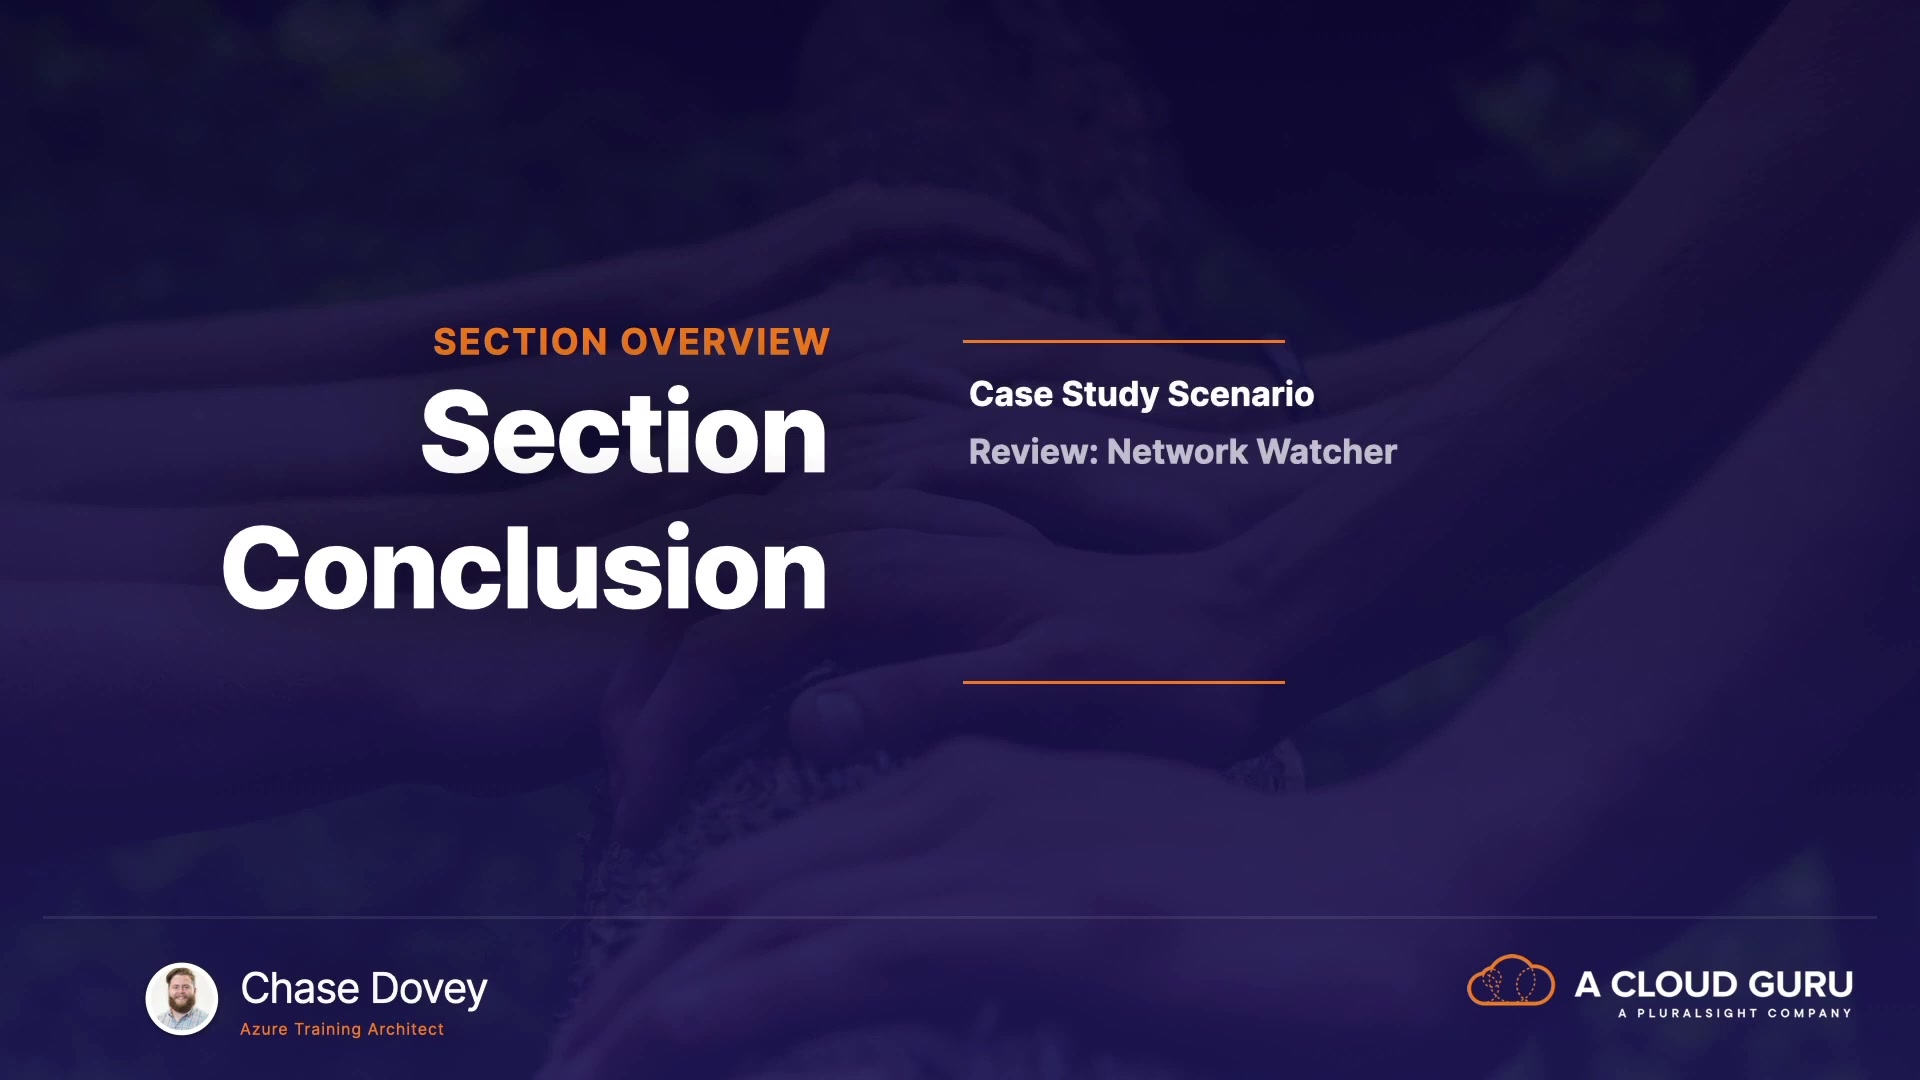 SECTION OVERVIEW
Section
Conclusion
Case Study Scenario
Review: Network Watcher
Chase Dovey
Azure Training Architect
A CLOUD GURU
A PLURALSIGHT COMPANY